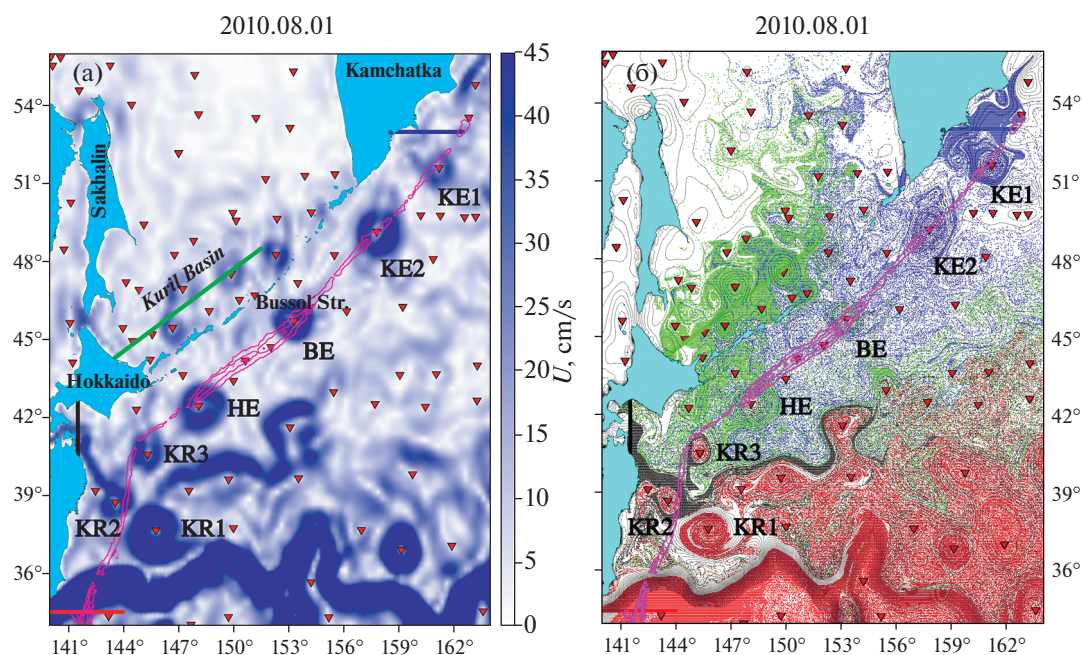 2010.08.01
(а)
Kamchatka
54°
51°
48°
45°
42°
39°
36°
Sakhalin
KE1
KE2
Kuril Basin
Bussol Str.
BE
Hokkaido
HE
KR3
KR2
KR1
141°
144°
147°
150°
153°
156°
159°
162°
45
40
35
30
25
20
15
10
5
0
U, cm/s
2010.08.01
(б)
54°
51°
48°
45°
42°
39°
36°
KE1
KE2
BE
HE
KR3
KR2
KR1
141°
144°
147°
150°
153°
156°
159°
162°